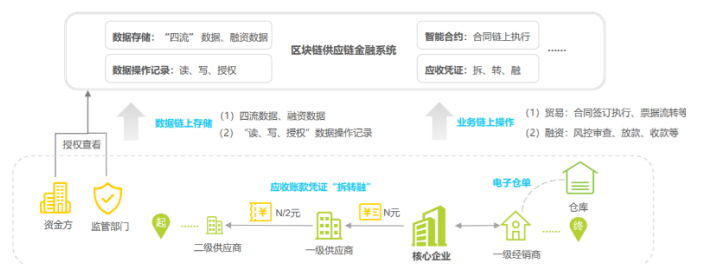 数据存储：“四流”数据、融资数据
智能合约：合同链上执行
区块链供应链金融系统
......
数据操作记录：读、写、授权
应收凭证：拆、转、融
数据链上存储
（1）四流数据、融资数据
（2）“读、写、授权”数据操作记录
业务链上操作
（1）贸易：合同签订执行、票据流转等
（2）融资：风控审查、放款、收款等
授权查看
应收账款凭证“拆转融”
电子仓单
资金方
监管部门
起
......
二级供应商
¥
N/2元
一级供应商
¥
N元
核心企业
一级经销商
仓库
......
终